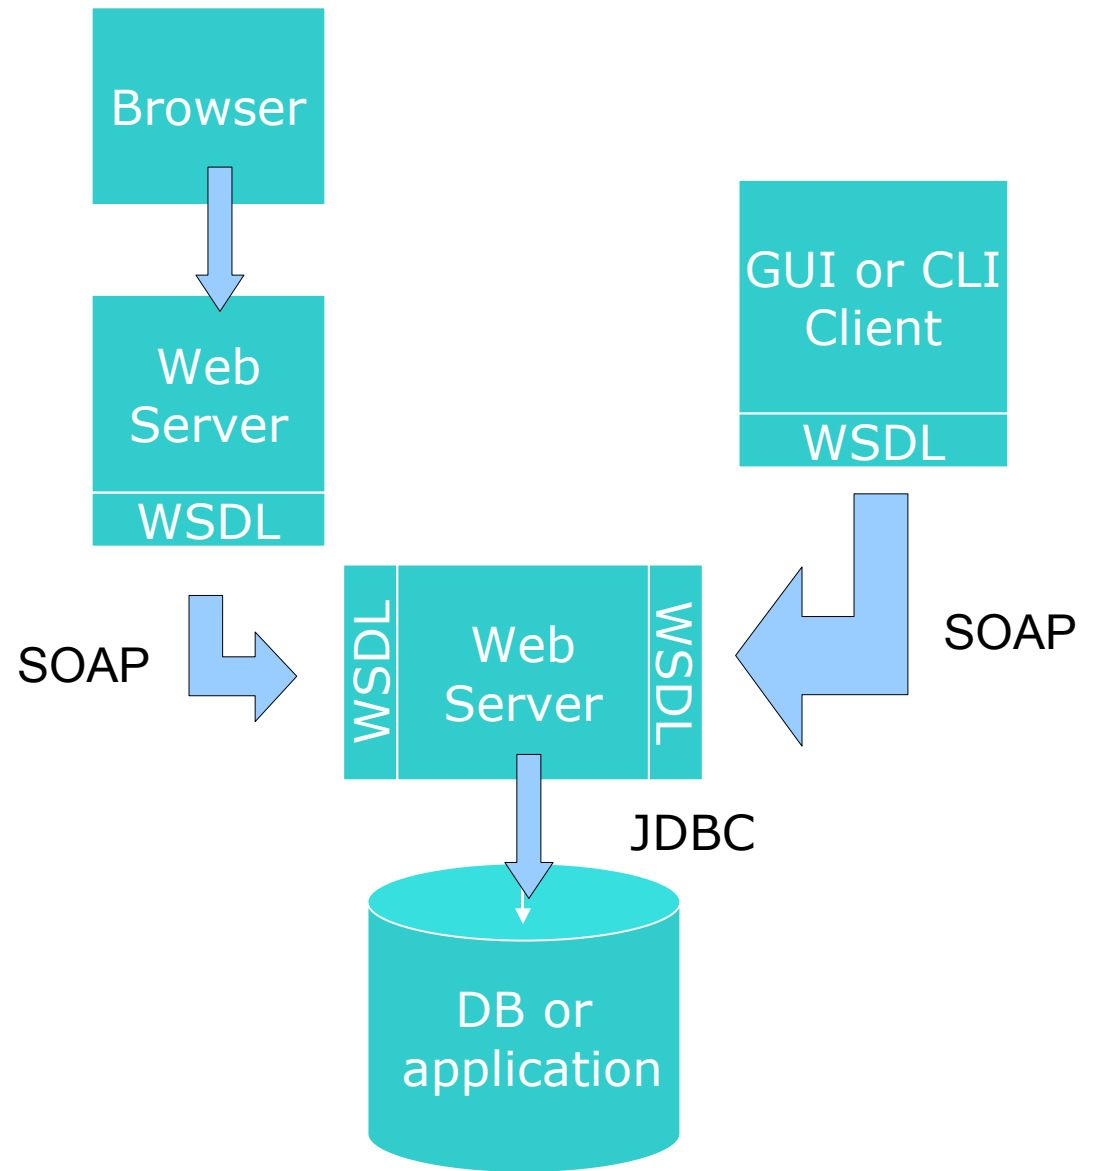 Browser
GUI or CLI
Client
WSDL
Web
Server
WSDL
SOAP
WSDL
Web
Server
WSDL
SOAP
JDBC
DB or
application